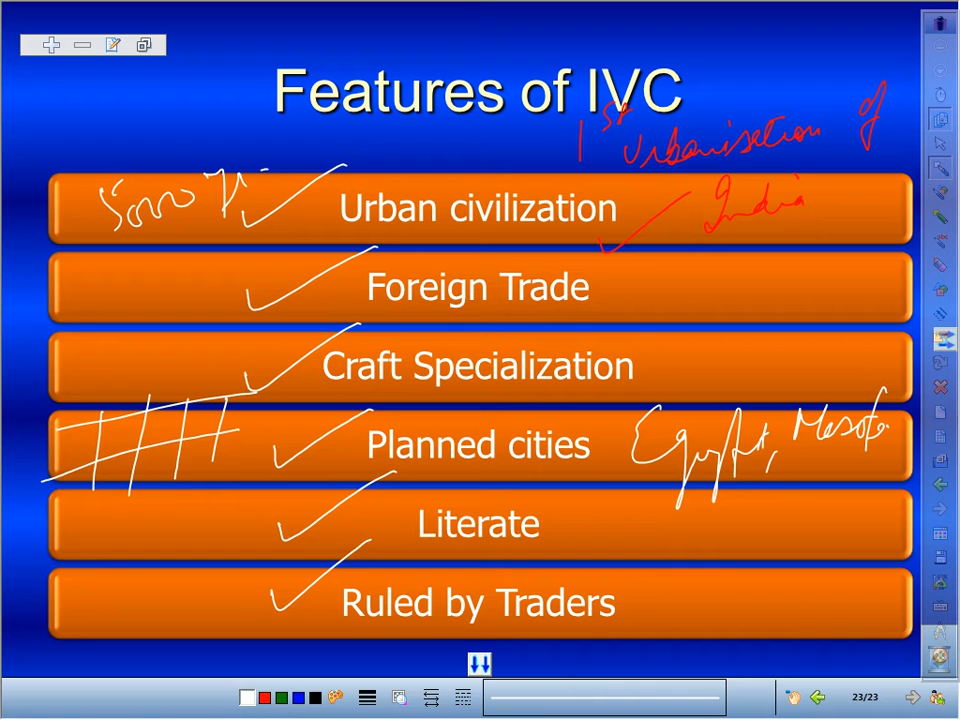 Features of IVC
1st Urbanisation of
India
Urban civilization
Foreign Trade
Craft Specialization
Planned cities
Egypt,
Literate
Ruled by Traders
23/23